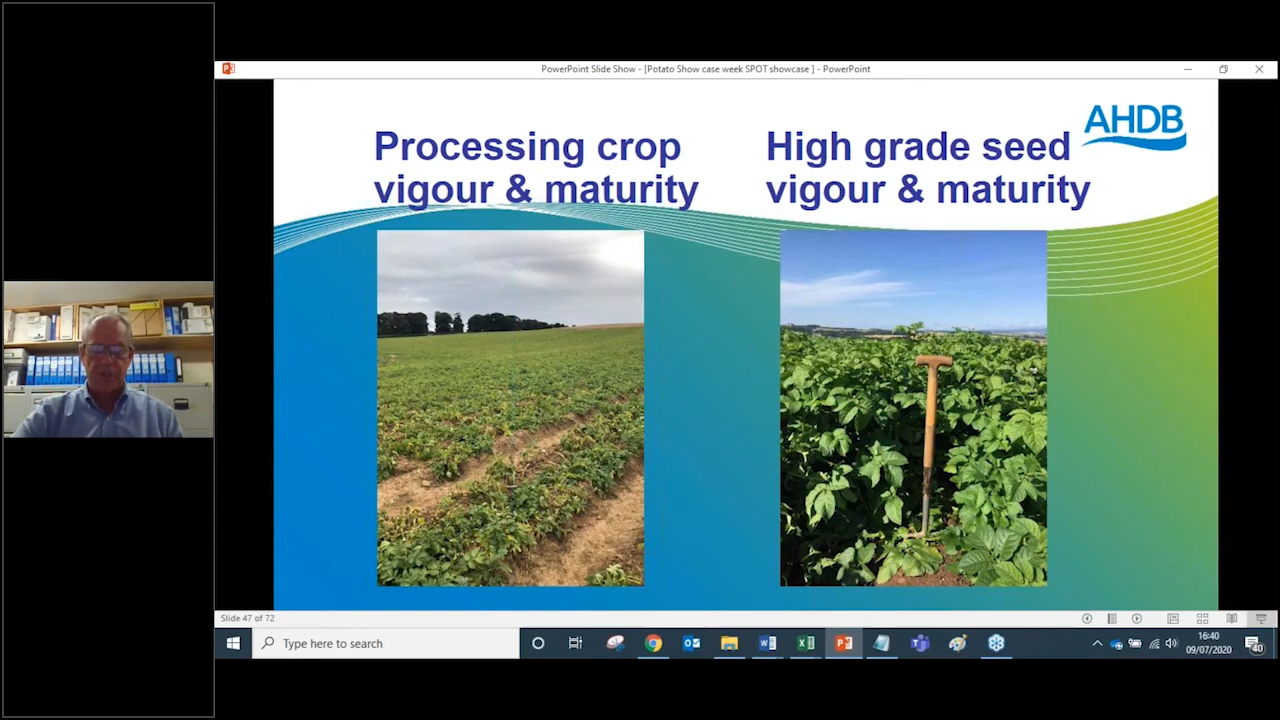 PowerPoint Slide Show - [Potato Show case week SPOT showcase ] - PowerPoint
Processing crop
vigour & maturity
High grade seed
vigour & maturity
AHDB
Slide 47 of 72
Type here to search
16:40
09/07/2020
40